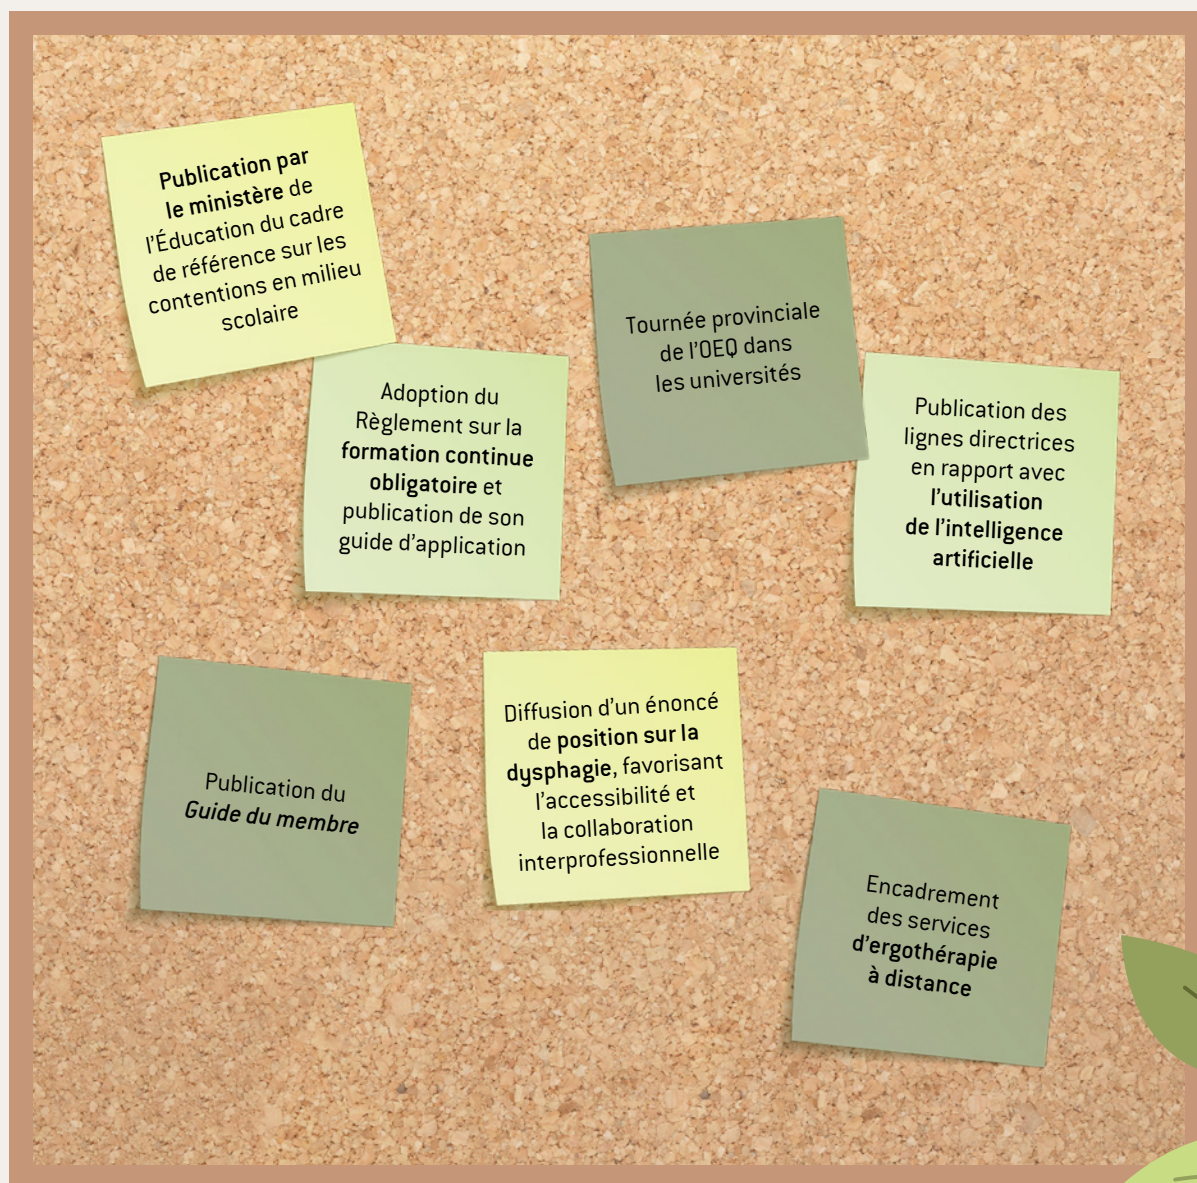 Publication par
le ministère de
l'Éducation du cadre
de référence sur les
contentions en milieu
scolaire
Adoption du
Règlement sur la
formation continue
obligatoire et
publication de son
guide d'application
Tournée provinciale
de l'OEQ dans
les universités
Publication des
lignes directrices
en rapport avec
l'utilisation
de l'intelligence
artificielle
Publication du
Guide du membre
Diffusion d'un énoncé
de position sur la
dysphagie, favorisant
l'accessibilité et
la collaboration
interprofessionnelle
Encadrement
des services
d'ergothérapie
à distance